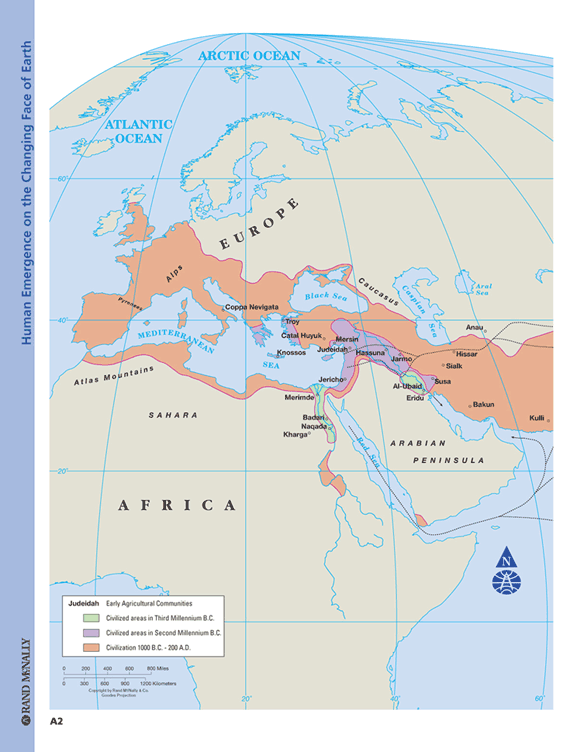 Human Emergence on the Changing Face of Earth
ARCTIC OCEAN
ATLANTIC
OCEAN
60°
EUROPE
Alps
Caucasus
Aral
Sea
Caspian Sea
Black Sea
Pyrenees
Coppa Nevigata
40°
Troy
Anau
MEDITERRANEAN
SEA
Catal Huyuk
Mersin
Knossos
Judeidah
Hassuna
Jarmo
Hissar
Sialk
Atlas Mountains
Jericho
Al-Ubaid
Susa
Merimde
Eridu
Bakun
SAHARA
Badari
Naqada
Kharga
Kulli
ARABIAN
PENINSULA
Red Sea
20°
AFRICA
N
Judeidah Early Agricultural Communities
Civilized areas in Third Millennium B.C.
Civilized areas in Second Millennium B.C.
Civilization 1000 B.C. - 200 A.D.
0 200 400 600 800 Miles
0 300 600 900 1200 Kilometers
Copyright by Rand McNally & Co.
Goodes Projection
20°
40°
60°
RAND McNALLY
A2